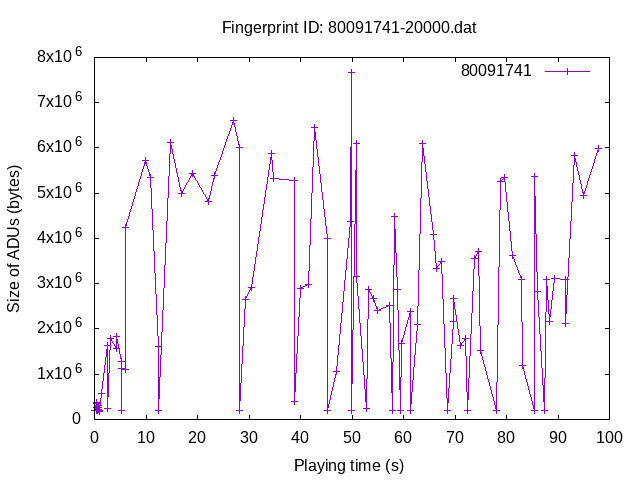 Fingerprint ID: 80091741-20000.dat
80091741
8x10^6
7x10^6
6x10^6
5x10^6
4x10^6
3x10^6
2x10^6
1x10^6
0
Size of ADUs (bytes)
0 10 20 30 40 50 60 70 80 90 100
Playing time (s)